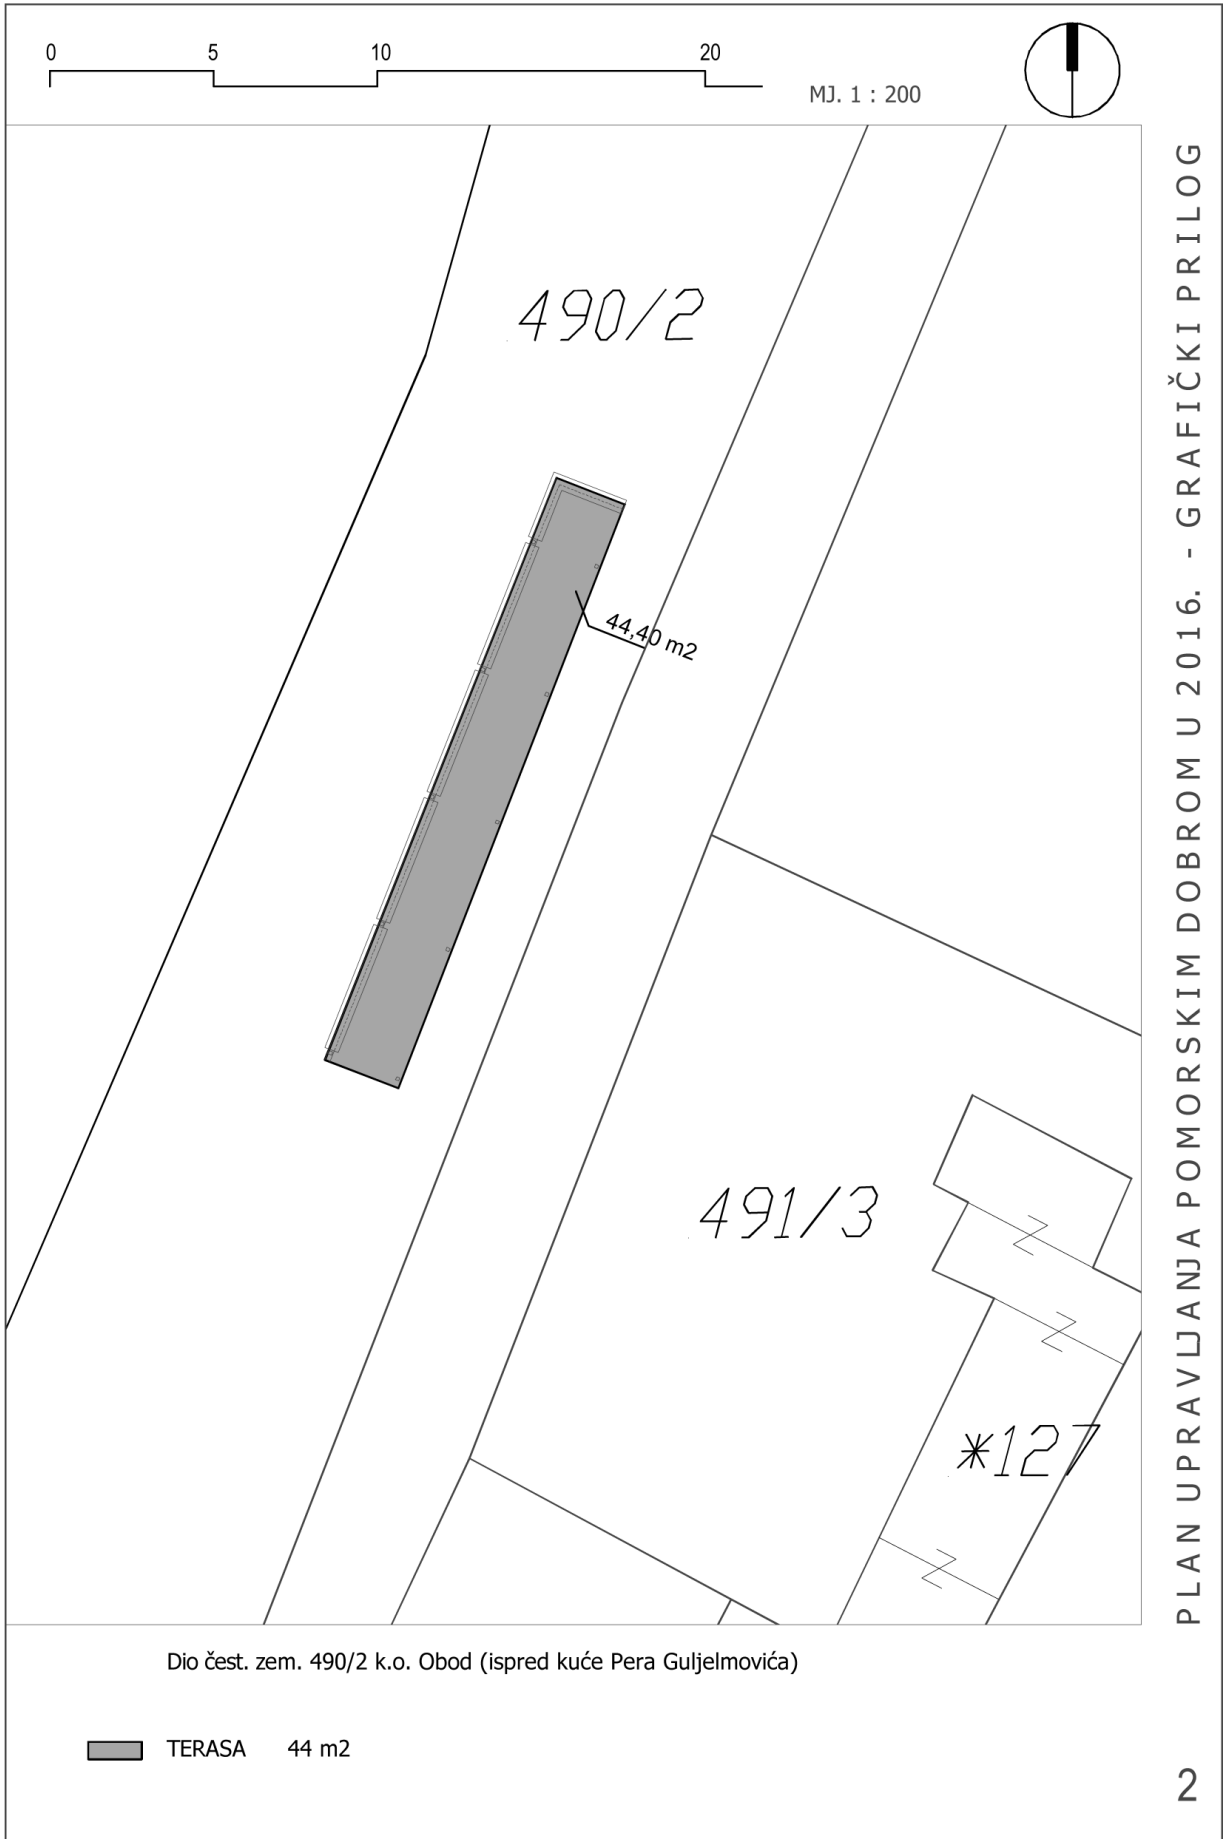 0 5 10 20
MJ. 1 : 200
490/2
44,40 m2
491/3
*127
Dio čest. zem. 490/2 k.o. Obod (ispred kuće Pera Guljelmovića)
TERASA 44 m2
PLAN UPRAVLJANJA POMORSKIM DOBROM U 2016. - GRAFIČKI PRILOG
2